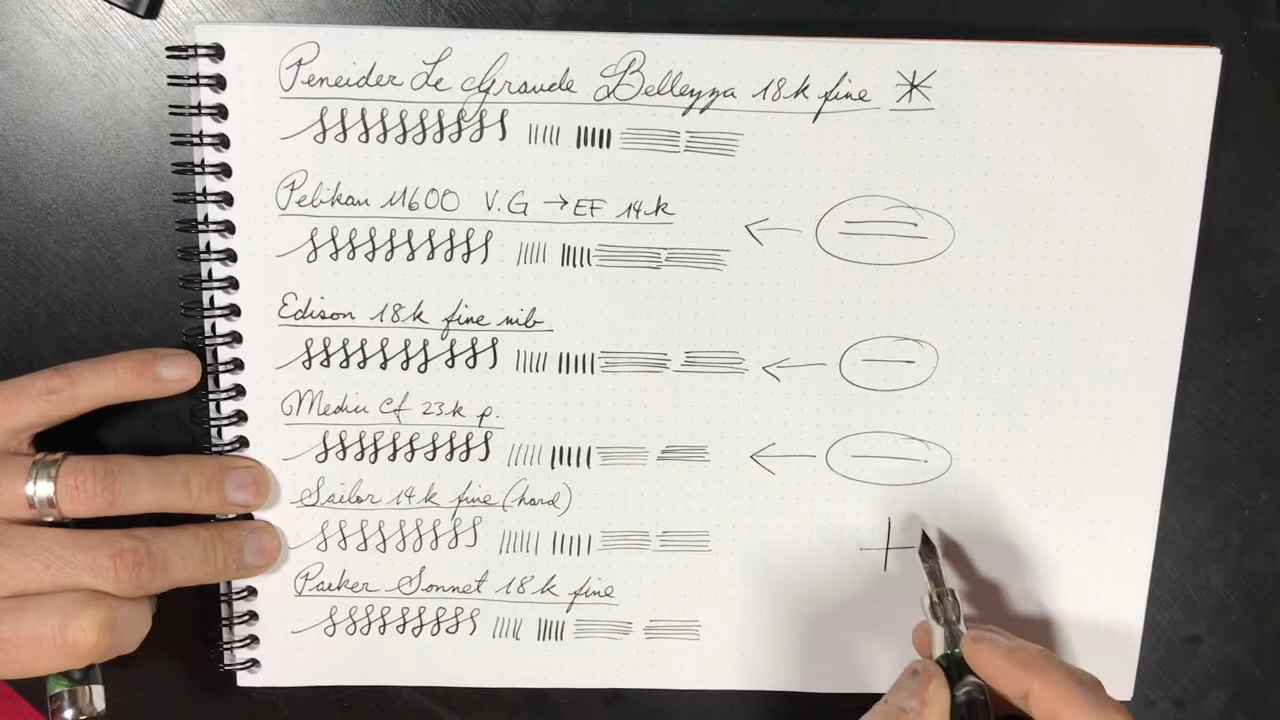 Peneider Le Grande Bellezza 18k fine *
Pelikan M600 V.G → EF 14k
Edison 18k fine nib
Sailor 14k fine (hard)
Parker Sonnet 18k fine